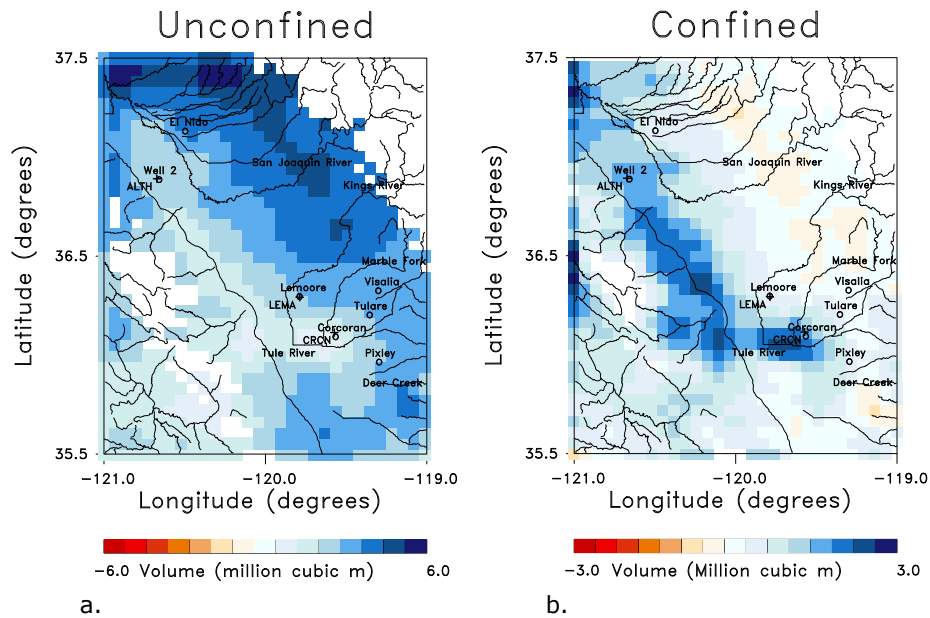 Unconfined
37.5
El Nido
San Joaquin River
Well 2
ALTH
Kings River
Latitude (degrees)
36.5
Marble Fork
Visalia
Lemoore
LEMA
Tulare
Corcoran
CRCN
Tule River
Pixley
Deer Creek
35.5
-121.0
-120.0
-119.0
Longitude (degrees)
-6.0 Volume (million cubic m) 6.0
a.
Confined
37.5
El Nido
San Joaquin River
Well 2
ALTH
Kings River
Latitude (degrees)
36.5
Marble Fork
Visalia
Lemoore
LEMA
Tulare
Corcoran
CRCN
Tule River
Pixley
Deer Creek
35.5
-121.0
-120.0
-119.0
Longitude (degrees)
-3.0 Volume (Million cubic m) 3.0
b.